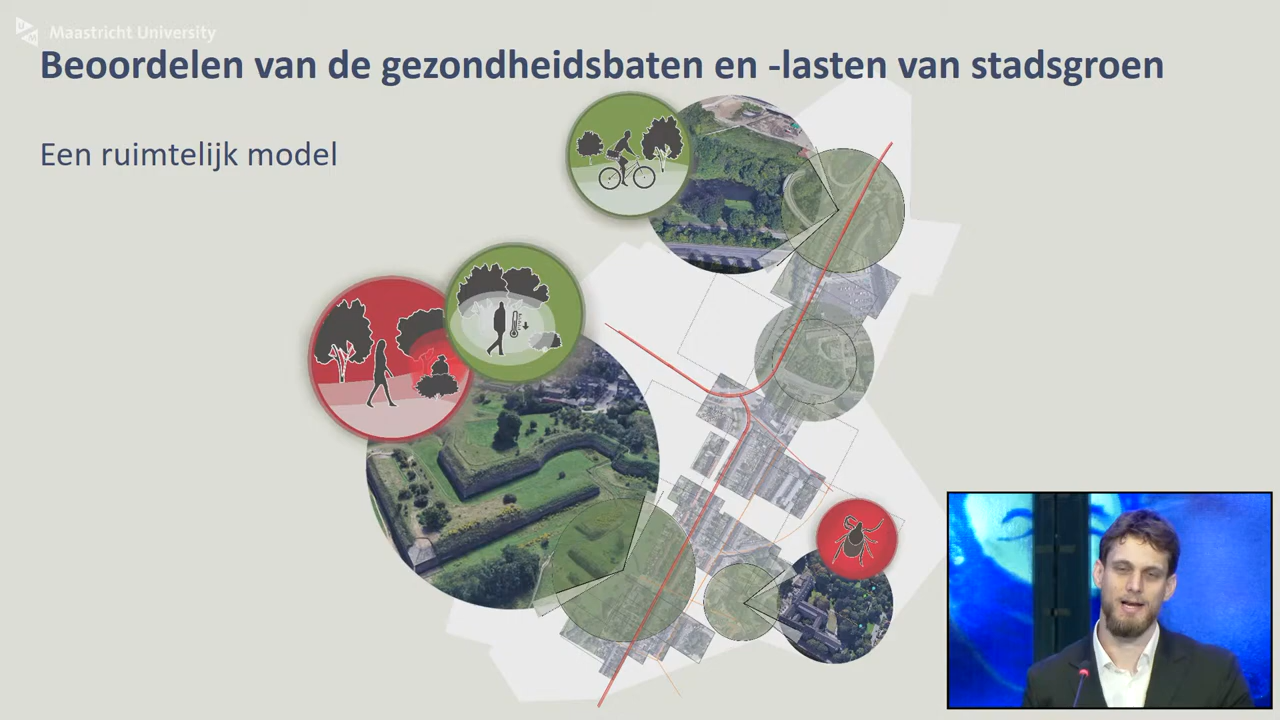 Maastricht University
Beoordelen van de gezondheidsbaten en -lasten van stadsgroen
Een ruimtelijk model